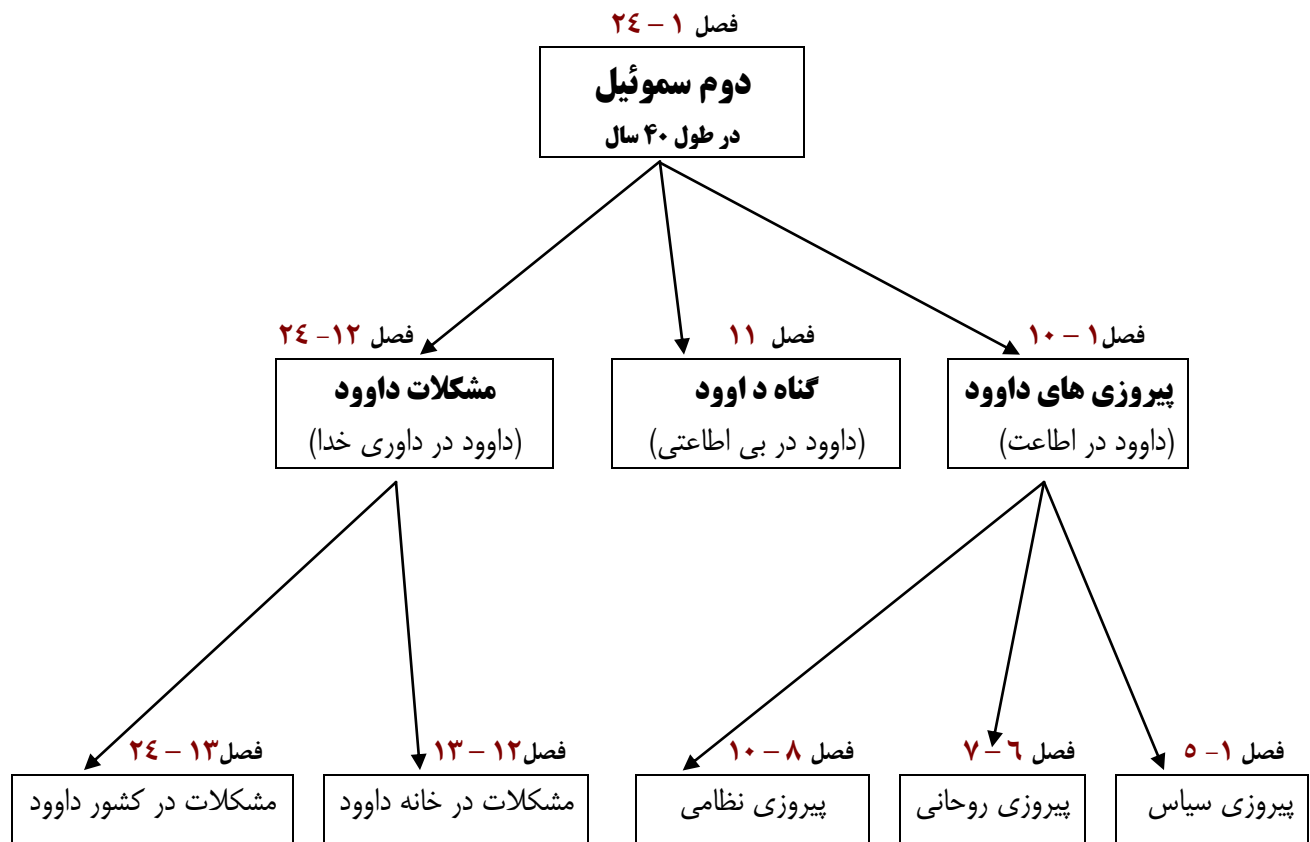 فصل ۱ – ۲٤
دوم سموئیل
در طول ۴۰ سال
فصل ۱ – ۱۰
پیروزی های داوود
(داوود در اطاعت)
فصل ۱۱
گناه د اوود
(داوود در بی اطاعتی)
فصل ۱۲– ۲٤
مشکلات داوود
(داوود در داوری خدا)
فصل ۱– ٥
پیروزی سیاس
فصل ٦ – ۷
پیروزی روحانی
فصل ۸ – ۱۰
پیروزی نظامی
فصل۱۲ – ۱۳
مشکلات در خانه داوود
فصل۱۳ – ۲٤
مشکلات در کشور داوود